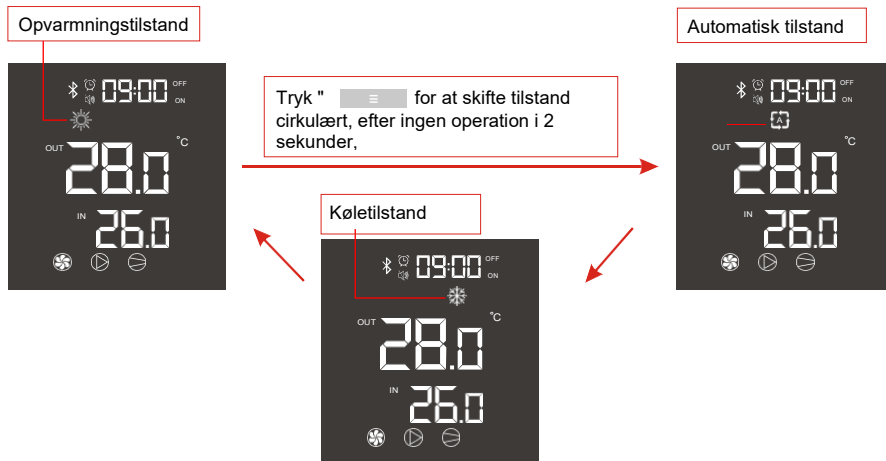 Opvarmningstilstand
Automatisk tilstand
09:00 OFF
ON
OUT 28.0 °C
IN 26.0
Tryk " ≡ for at skifte tilstand
cirkulært, efter ingen operation i 2
sekunder,
09:00 OFF
ON
A
OUT 28.0 °C
IN 26.0
Køletilstand
09:00 OFF
ON
OUT 28.0 °C
IN 26.0